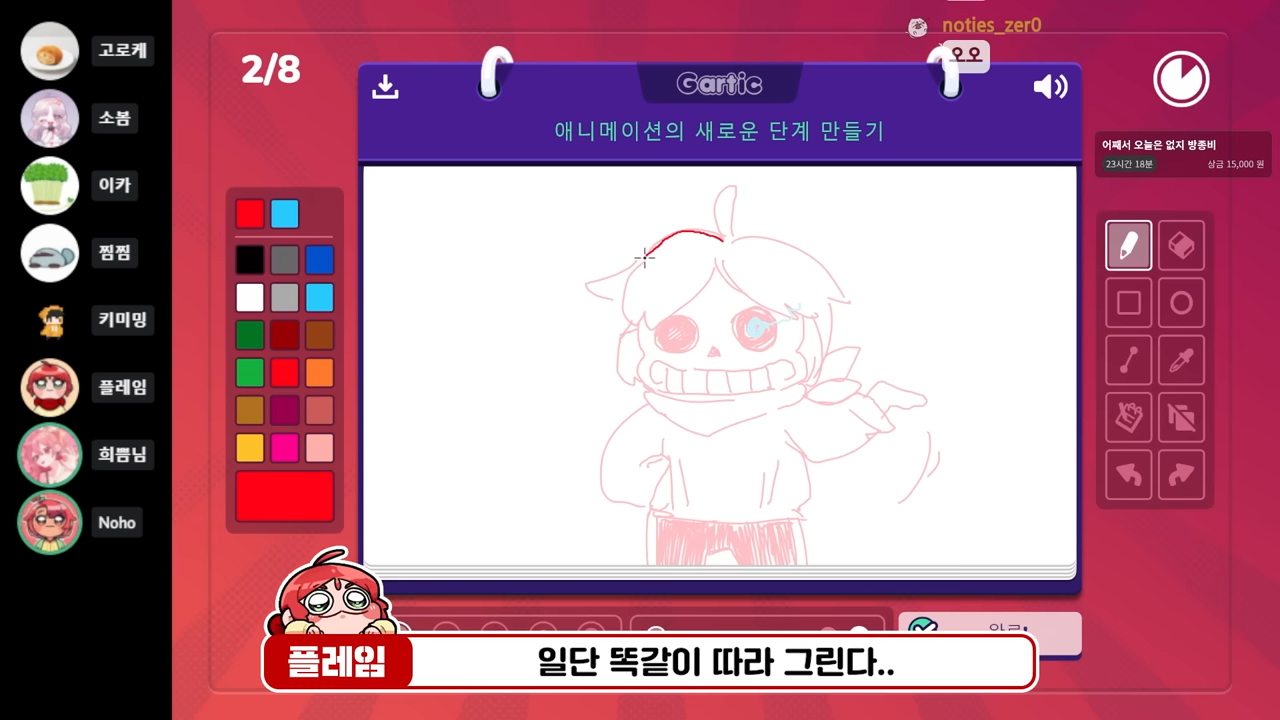 고로케
소봄
이카
찜찜
키미밍
플레임
희쁨님
Noho
2/8
noties_zer0
오오
Gartic
애니메이션의 새로운 단계 만들기
어째서 오늘은 없지 방종비
23시간 18분
상금 15,000 원
플레임
일단 똑같이 따라 그린다..